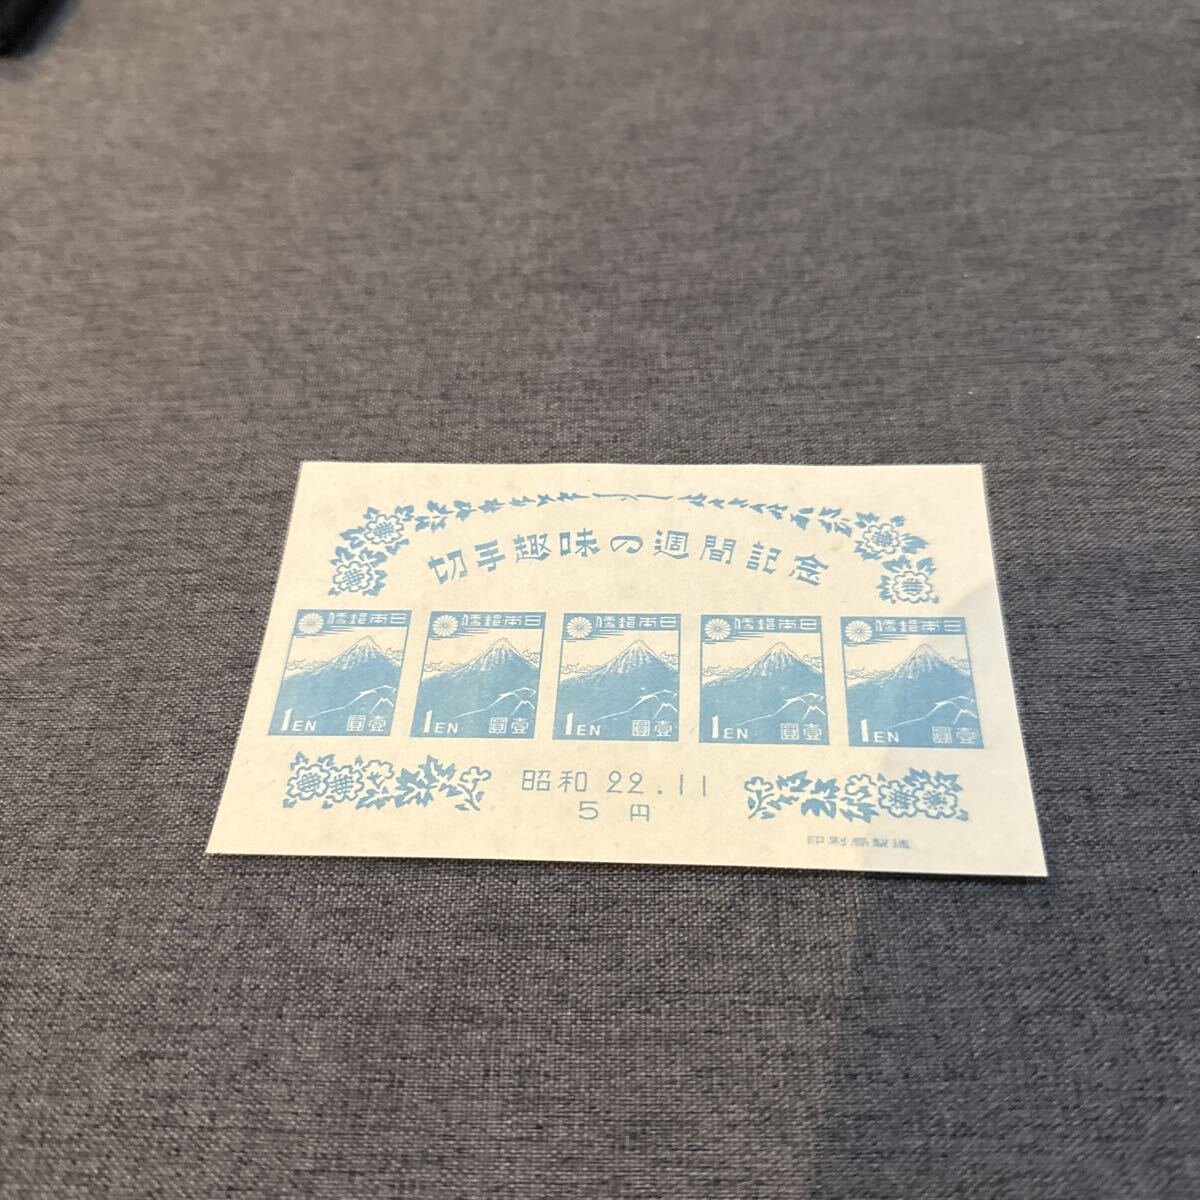 切手趣味の週間記念
日本郵便 日本郵便 日本郵便 日本郵便 日本郵便
1EN 壹圓 1EN 壹圓 1EN 壹圓 1EN 壹圓 1EN 壹圓
昭和 22.11
5 円
印刷局製造